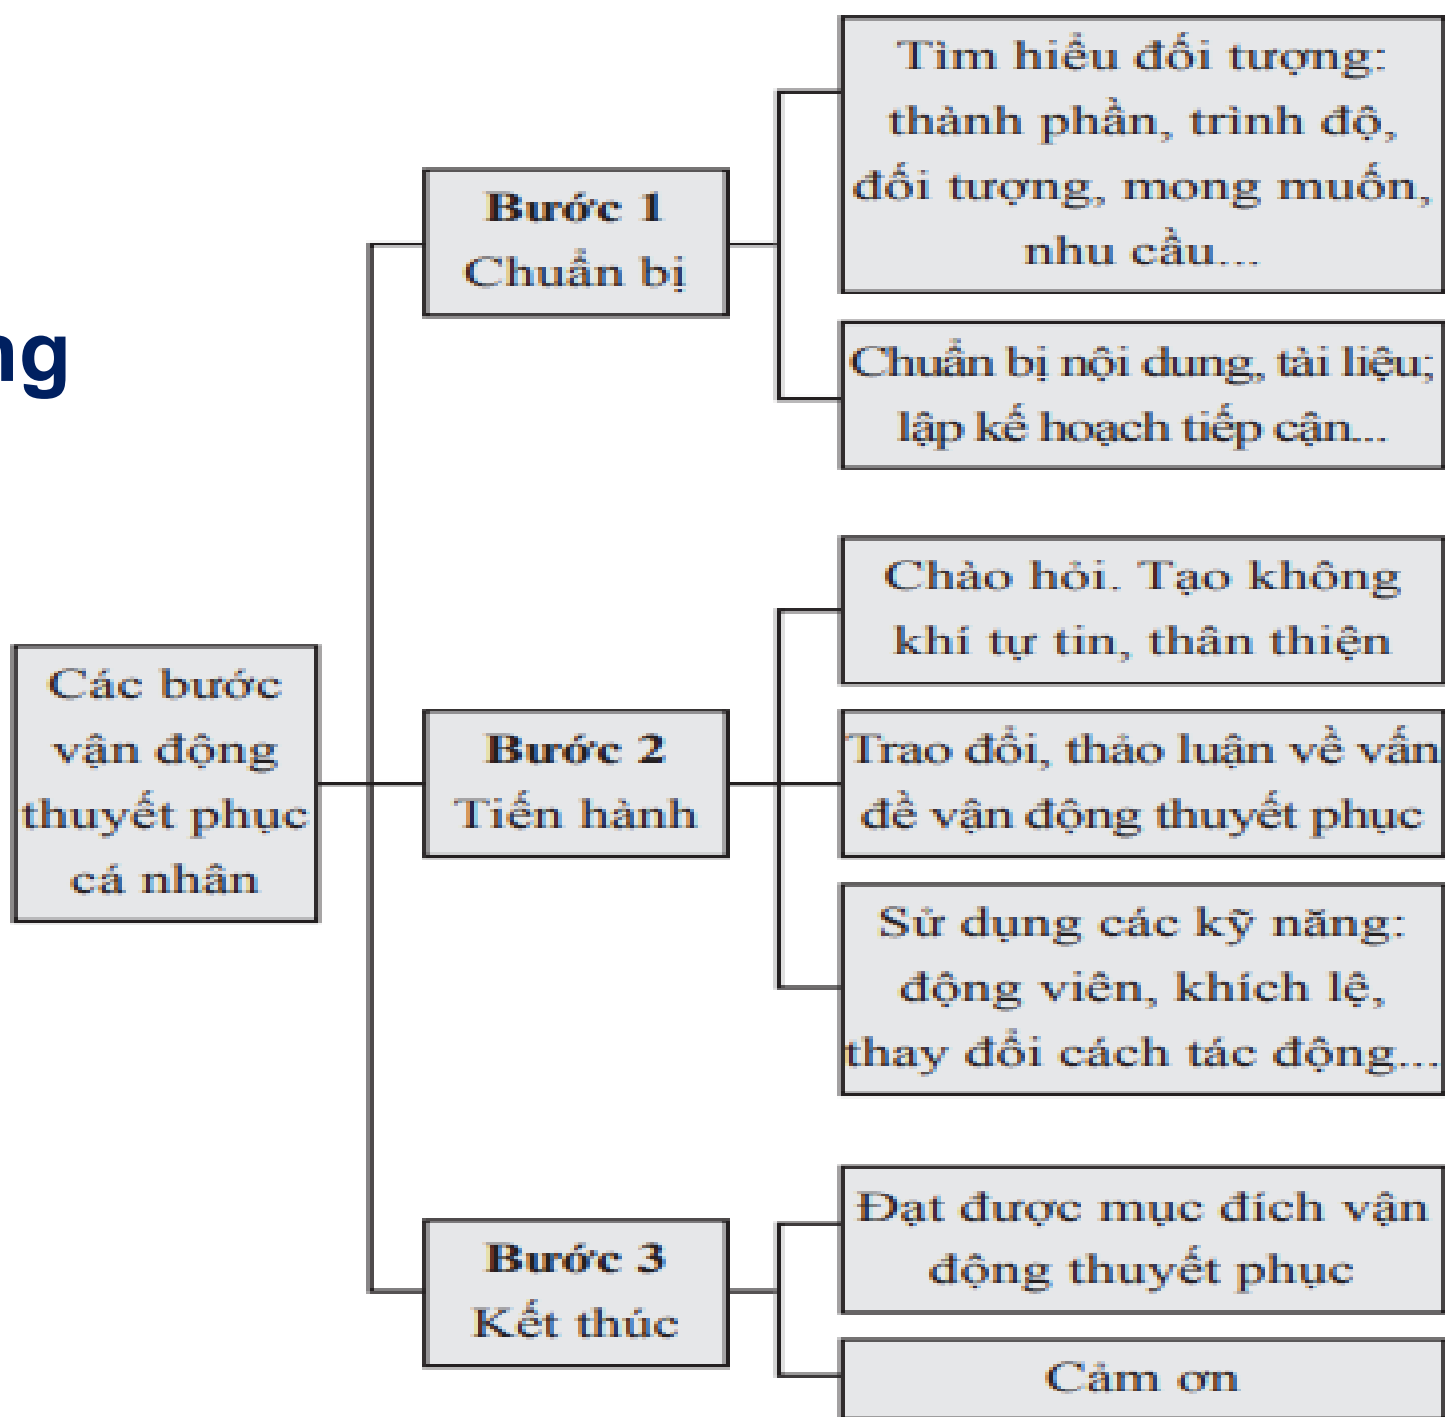 ng
Các bước
vận động
thuyết phục
cá nhân
Bước 1
Chuẩn bị
Tìm hiểu đối tượng:
thành phần, trình độ,
đối tượng, mong muốn,
nhu cầu...
Chuẩn bị nội dung, tài liệu;
lập kế hoạch tiếp cận...
Bước 2
Tiến hành
Chào hỏi. Tạo không
khí tự tin, thân thiện
Trao đổi, thảo luận về vấn
đề vận động thuyết phục
Sử dụng các kỹ năng:
động viên, khích lệ,
thay đổi cách tác động...
Bước 3
Kết thúc
Đạt được mục đích vận
động thuyết phục
Cảm ơn